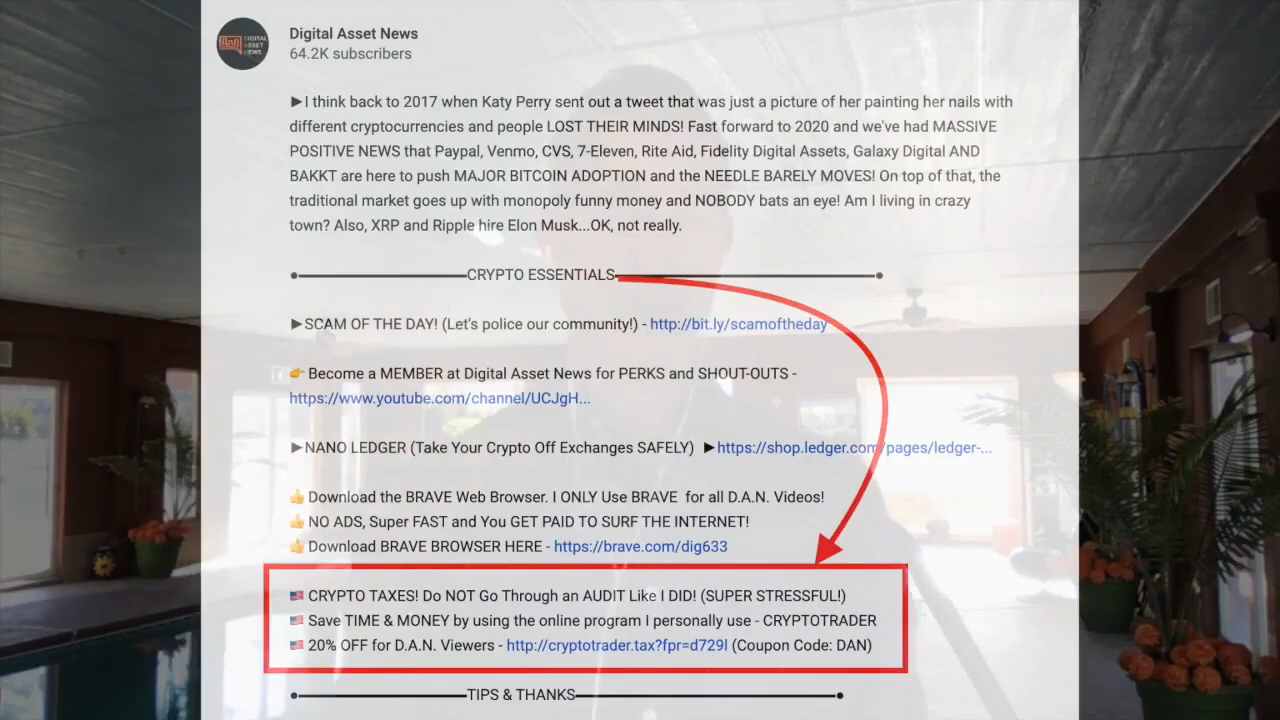 DIGITAL
ASSET
NEWS
Digital Asset News
64.2K subscribers
►I think back to 2017 when Katy Perry sent out a tweet that was just a picture of her painting her nails with
different cryptocurrencies and people LOST THEIR MINDS! Fast forward to 2020 and we've had MASSIVE
POSITIVE NEWS that Paypal, Venmo, CVS, 7-Eleven, Rite Aid, Fidelity Digital Assets, Galaxy Digital AND
BAKKT are here to push MAJOR BITCOIN ADOPTION and the NEEDLE BARELY MOVES! On top of that, the
traditional market goes up with monopoly funny money and NOBODY bats an eye! Am I living in crazy
town? Also, XRP and Ripple hire Elon Musk...OK, not really.
CRYPTO ESSENTIALS
►SCAM OF THE DAY! (Let's police our community!) - http://bit.ly/scamoftheday
👉 Become a MEMBER at Digital Asset News for PERKS and SHOUT-OUTS -
https://www.youtube.com/channel/UCJgH...
►NANO LEDGER (Take Your Crypto Off Exchanges SAFELY) ►https://shop.ledger.com/pages/ledger-...
👍 Download the BRAVE Web Browser. I ONLY Use BRAVE for all D.A.N. Videos!
👍 NO ADS, Super FAST and You GET PAID TO SURF THE INTERNET!
👍 Download BRAVE BROWSER HERE - https://brave.com/dig633
🇺🇸 CRYPTO TAXES! Do NOT Go Through an AUDIT Like I DID! (SUPER STRESSFUL!)
🇺🇸 Save TIME & MONEY by using the online program I personally use - CRYPTOTRADER
🇺🇸 20% OFF for D.A.N. Viewers - http://cryptotrader.tax?fpr=d729l (Coupon Code: DAN)
TIPS & THANKS